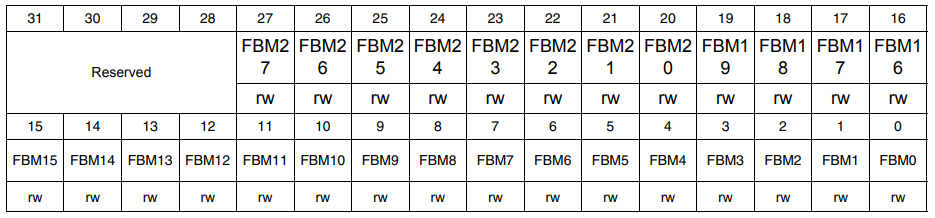 31 30 29 28 27 26 25 24 23 22 21 20 19 18 17 16
Reserved FBM2 FBM2 FBM2 FBM2 FBM2 FBM2 FBM2 FBM2 FBM1 FBM1 FBM1 FBM1
7 6 5 4 3 2 1 0 9 8 7 6
rw rw rw rw rw rw rw rw rw rw rw rw
15 14 13 12 11 10 9 8 7 6 5 4 3 2 1 0
FBM15 FBM14 FBM13 FBM12 FBM11 FBM10 FBM9 FBM8 FBM7 FBM6 FBM5 FBM4 FBM3 FBM2 FBM1 FBM0
rw rw rw rw rw rw rw rw rw rw rw rw rw rw rw rw